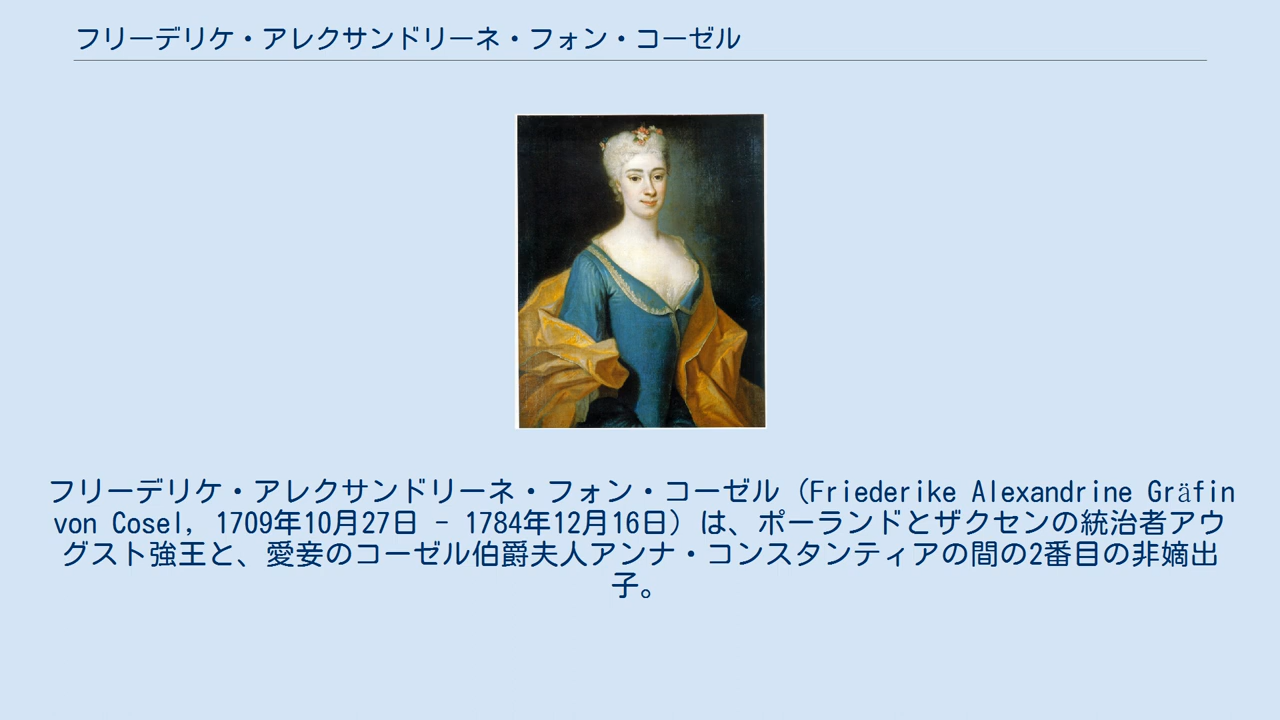 フリーデリケ・アレクサンドリーネ・フォン・コーゼル
フリーデリケ・アレクサンドリーネ・フォン・コーゼル（Friederike Alexandrine Gräfin
von Cosel, 1709年10月27日 - 1784年12月16日）は、ポーランドとザクセンの統治者アウ
グスト強王と、愛妾のコーゼル伯爵夫人アンナ・コンスタンティアの間の2番目の非嫡出
子。